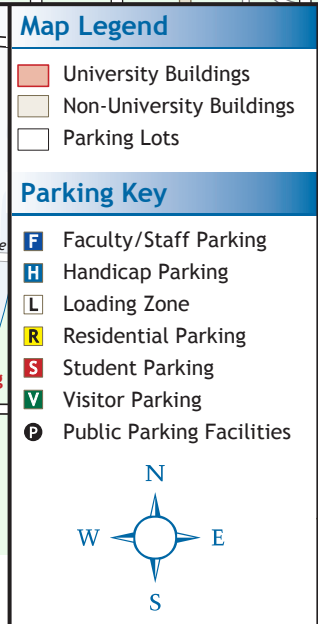 Map Legend
University Buildings
Non-University Buildings
Parking Lots
Parking Key
F Faculty/Staff Parking
H Handicap Parking
L Loading Zone
R Residential Parking
S Student Parking
V Visitor Parking
P Public Parking Facilities
N
W E
S